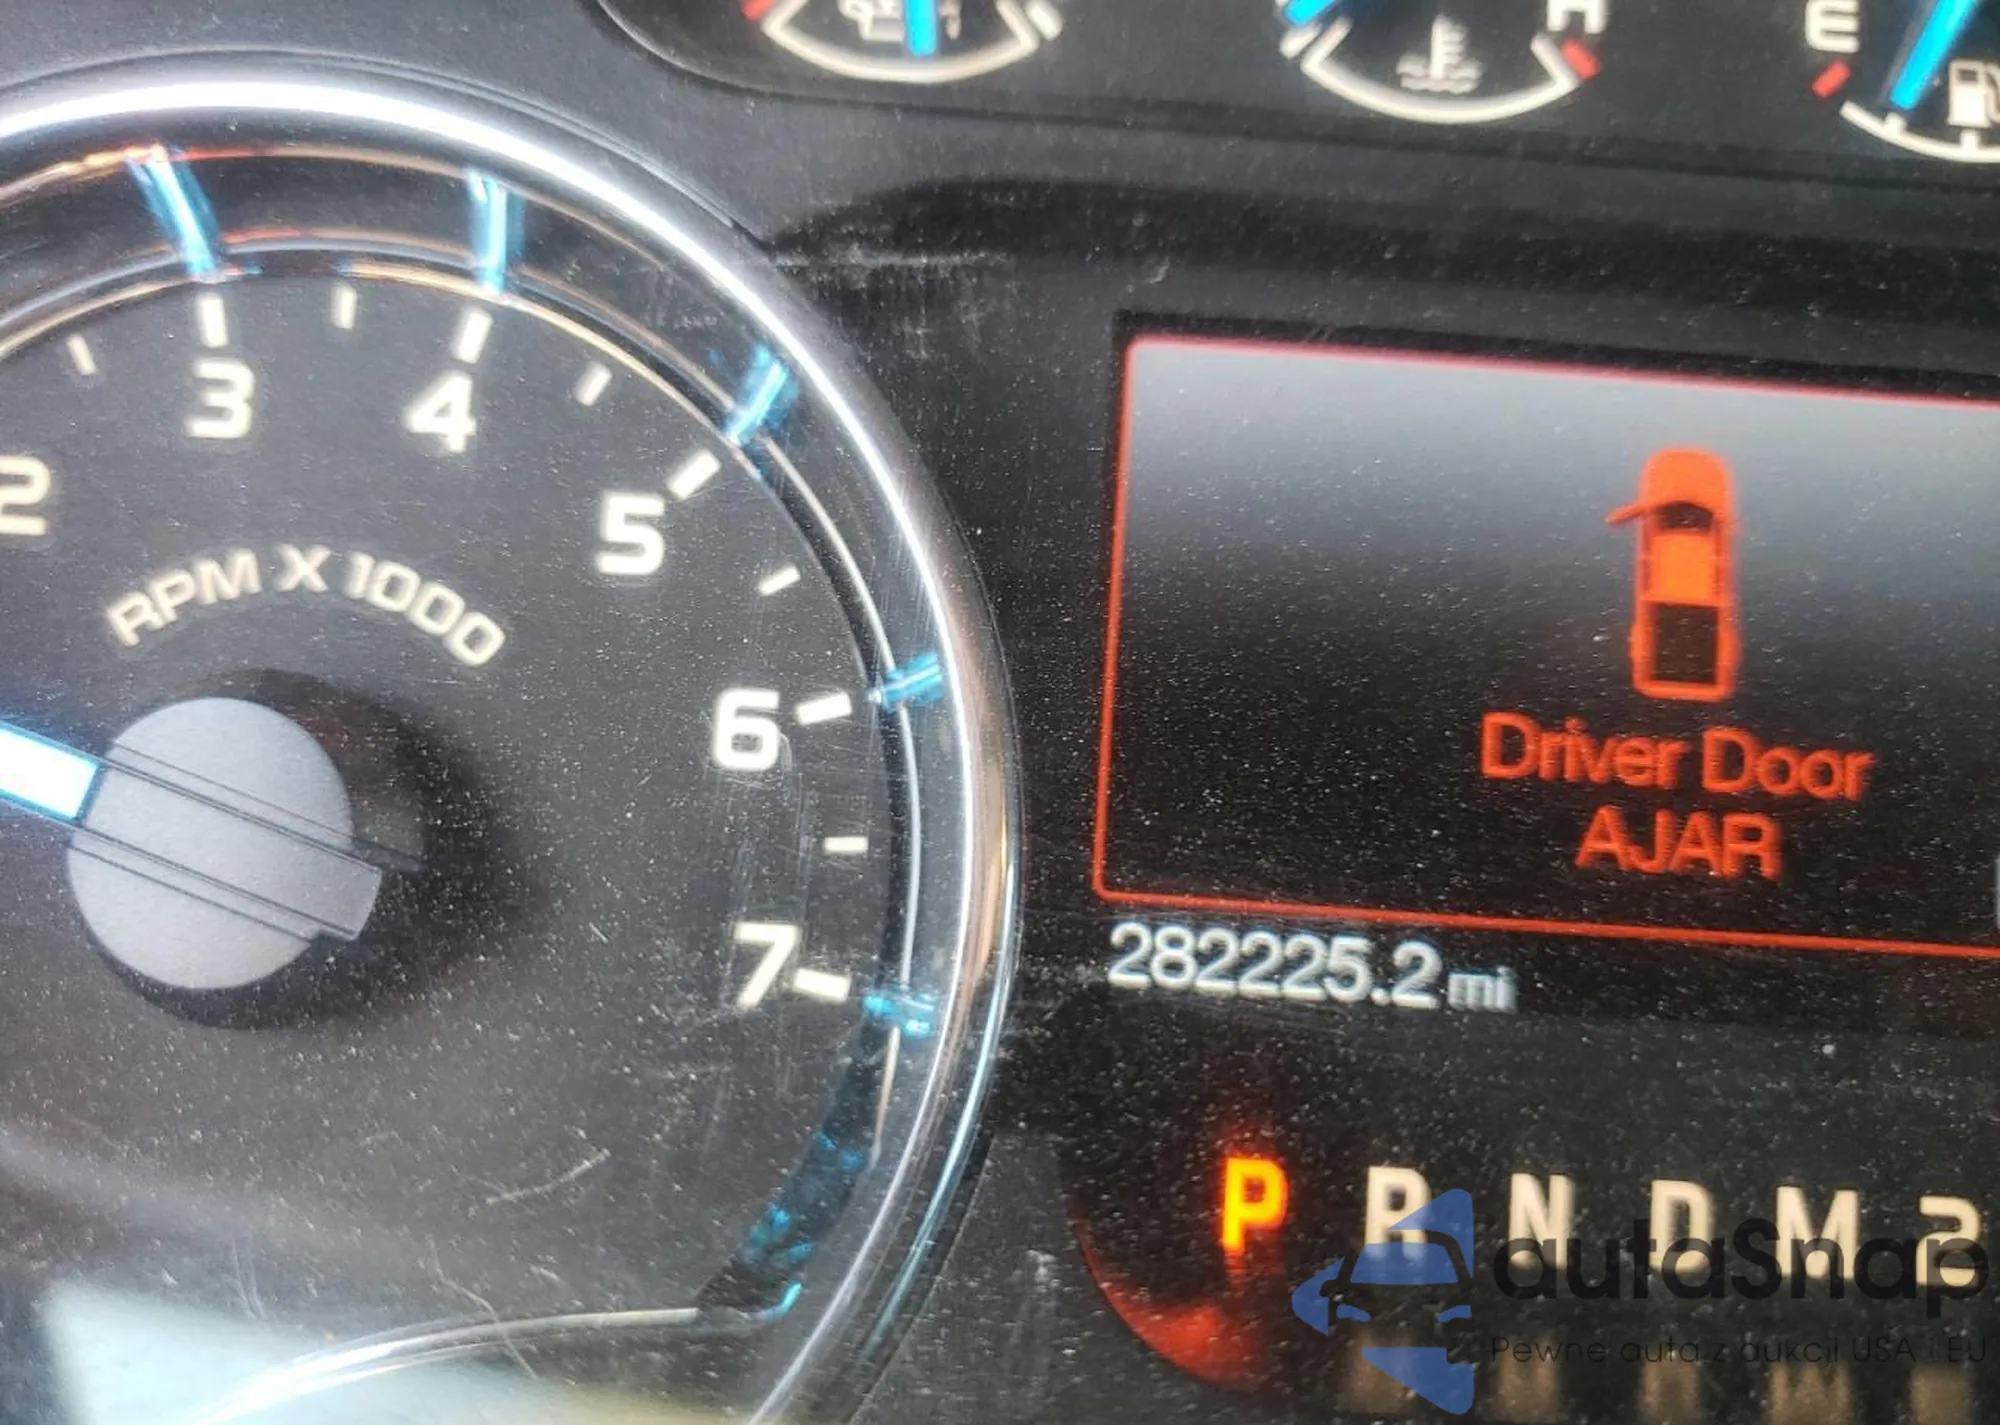 H
E
2
3
4
5
6
7
RPM X 1000
Driver Door
AJAR
282225.2 mi
P R N D M 2
autaSnap
Pewne auta z aukcji USA i EU